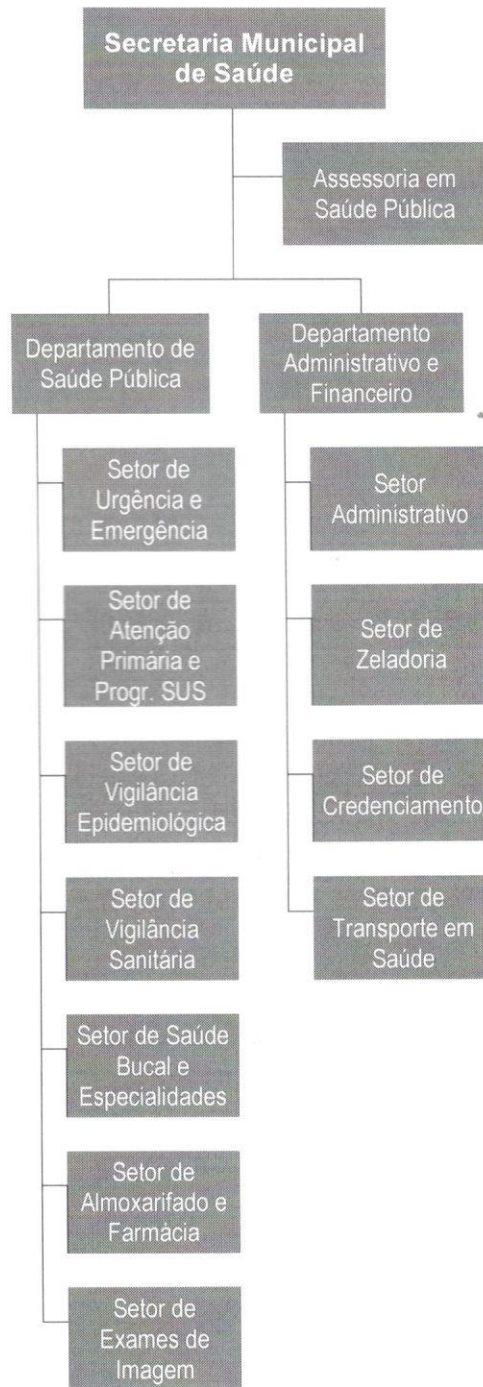 Secretaria Municipal
de Saúde
Assessoria em
Saúde Pública
Departamento de
Saúde Pública
Departamento
Administrativo e
Financeiro
Setor de
Urgência e
Emergência
Setor de
Atenção
Primária e
Progr. SUS
Setor de
Vigilância
Epidemiológica
Setor de
Vigilância
Sanitária
Setor de Saúde
Bucal e
Especialidades
Setor de
Almoxarifado e
Farmácia
Setor de
Exames de
Imagem
Setor
Administrativo
Setor de
Zeladoria
Setor de
Credenciamento
Setor de
Transporte em
Saúde